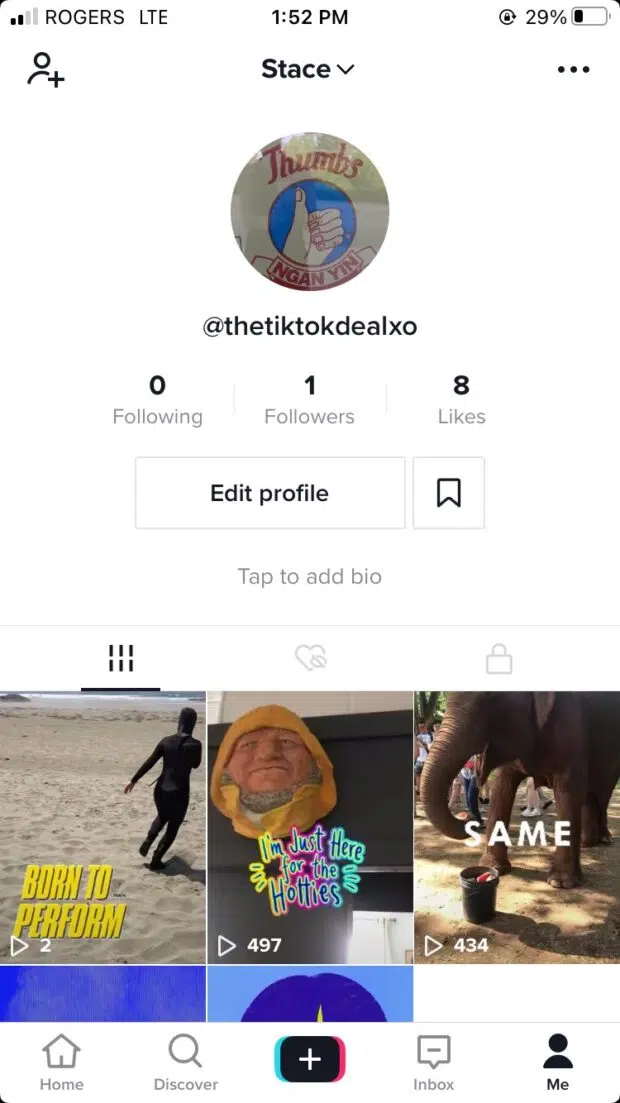 ROGERS LTE 1:52 PM 29%
Stace
Thumbs
NGAN YIN
@thetiktokdealxo
0 1 8
Following Followers Likes
Edit profile
Tap to add bio
I'm Just Here
for the
Hotties
SAME
BORN TO
PERFORM
2 497 434
Home Discover Inbox Me